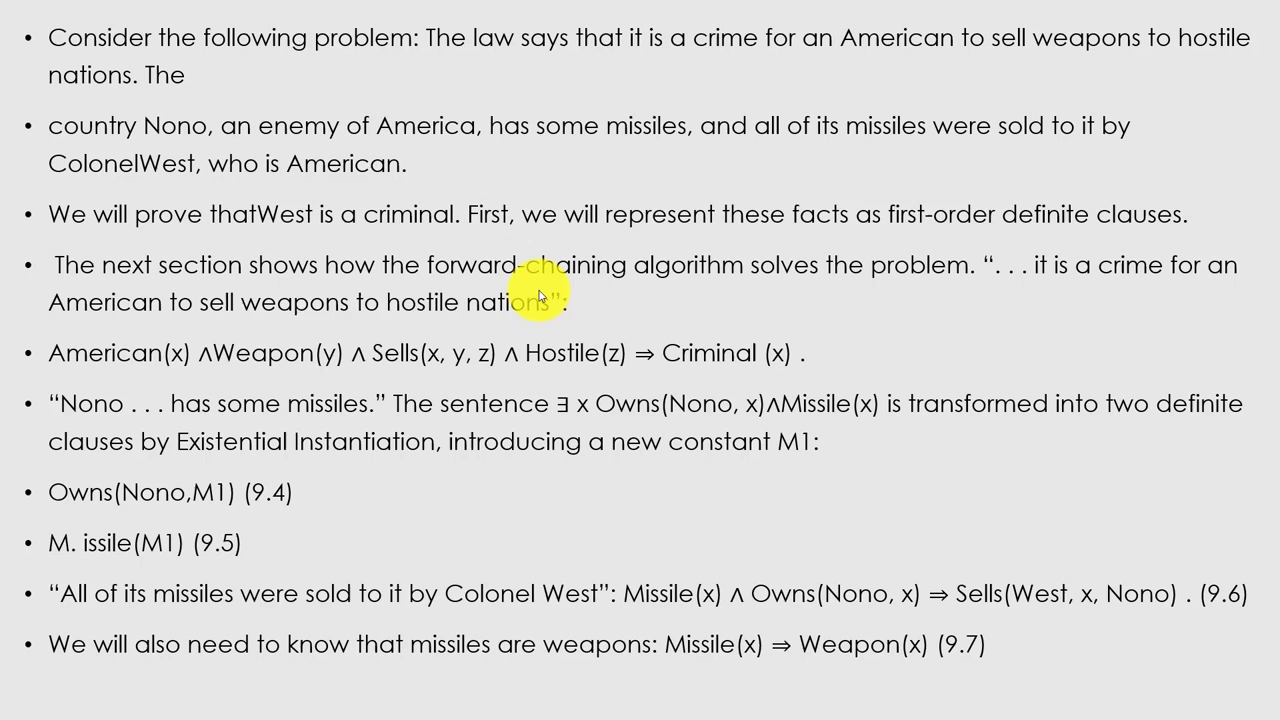 • Consider the following problem: The law says that it is a crime for an American to sell weapons to hostile
nations. The
• country Nono, an enemy of America, has some missiles, and all of its missiles were sold to it by
ColonelWest, who is American.
• We will prove thatWest is a criminal. First, we will represent these facts as first-order definite clauses.
• The next section shows how the forward-chaining algorithm solves the problem. “. . . it is a crime for an
American to sell weapons to hostile nations”:
• American(x) ∧Weapon(y) ∧ Sells(x, y, z) ∧ Hostile(z) ⇒ Criminal (x) .
• “Nono . . . has some missiles.” The sentence ∃ x Owns(Nono, x)∧Missile(x) is transformed into two definite
clauses by Existential Instantiation, introducing a new constant M1:
• Owns(Nono,M1) (9.4)
• M. issile(M1) (9.5)
• “All of its missiles were sold to it by Colonel West”: Missile(x) ∧ Owns(Nono, x) ⇒ Sells(West, x, Nono) . (9.6)
• We will also need to know that missiles are weapons: Missile(x) ⇒ Weapon(x) (9.7)